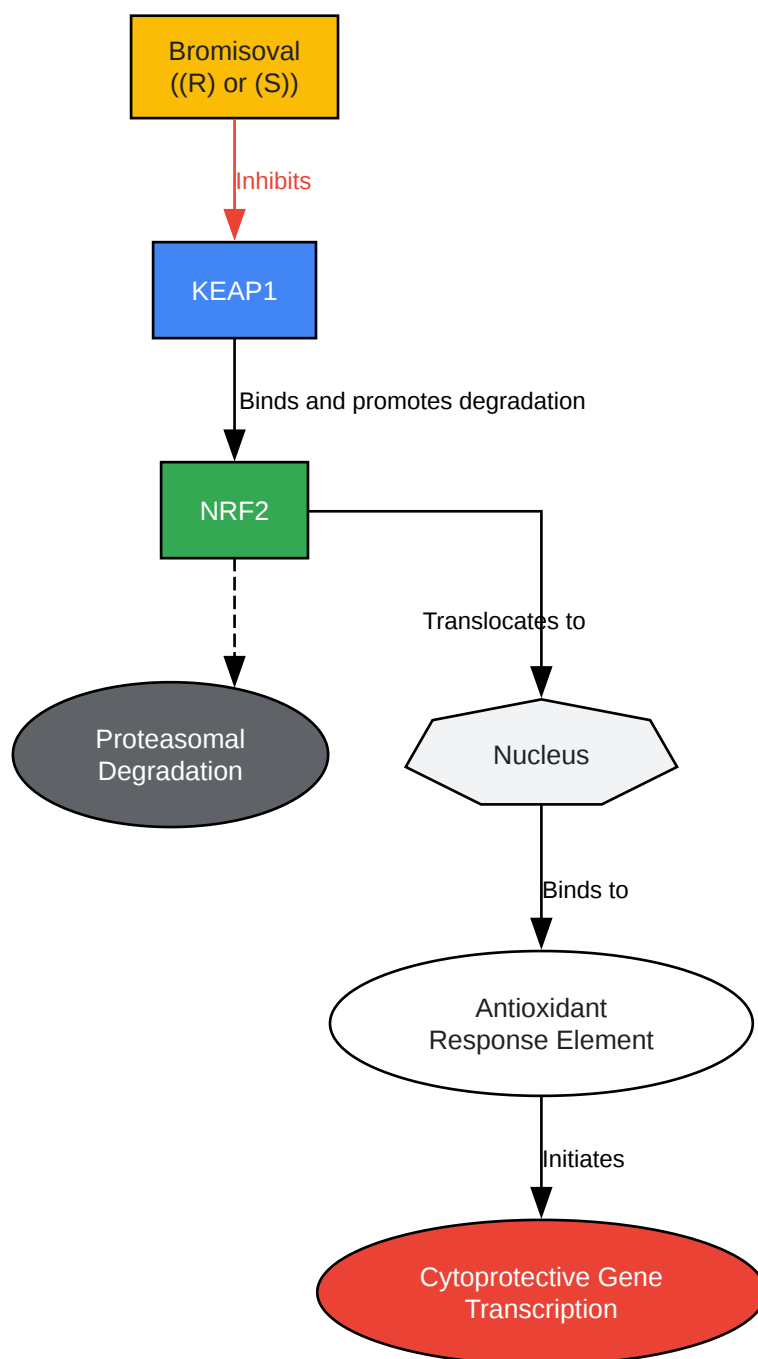 Bromisoval
((R) or (S))
Inhibits
KEAP1
Binds and promotes degradation
NRF2
Translocates to
Proteasomal
Degradation
Nucleus
Binds to
Antioxidant
Response Element
Initiates
Cytoprotective Gene
Transcription